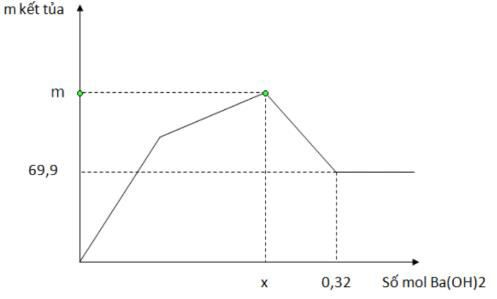 m kết tủa
m
69,9
x
0,32
Số mol Ba(OH)2